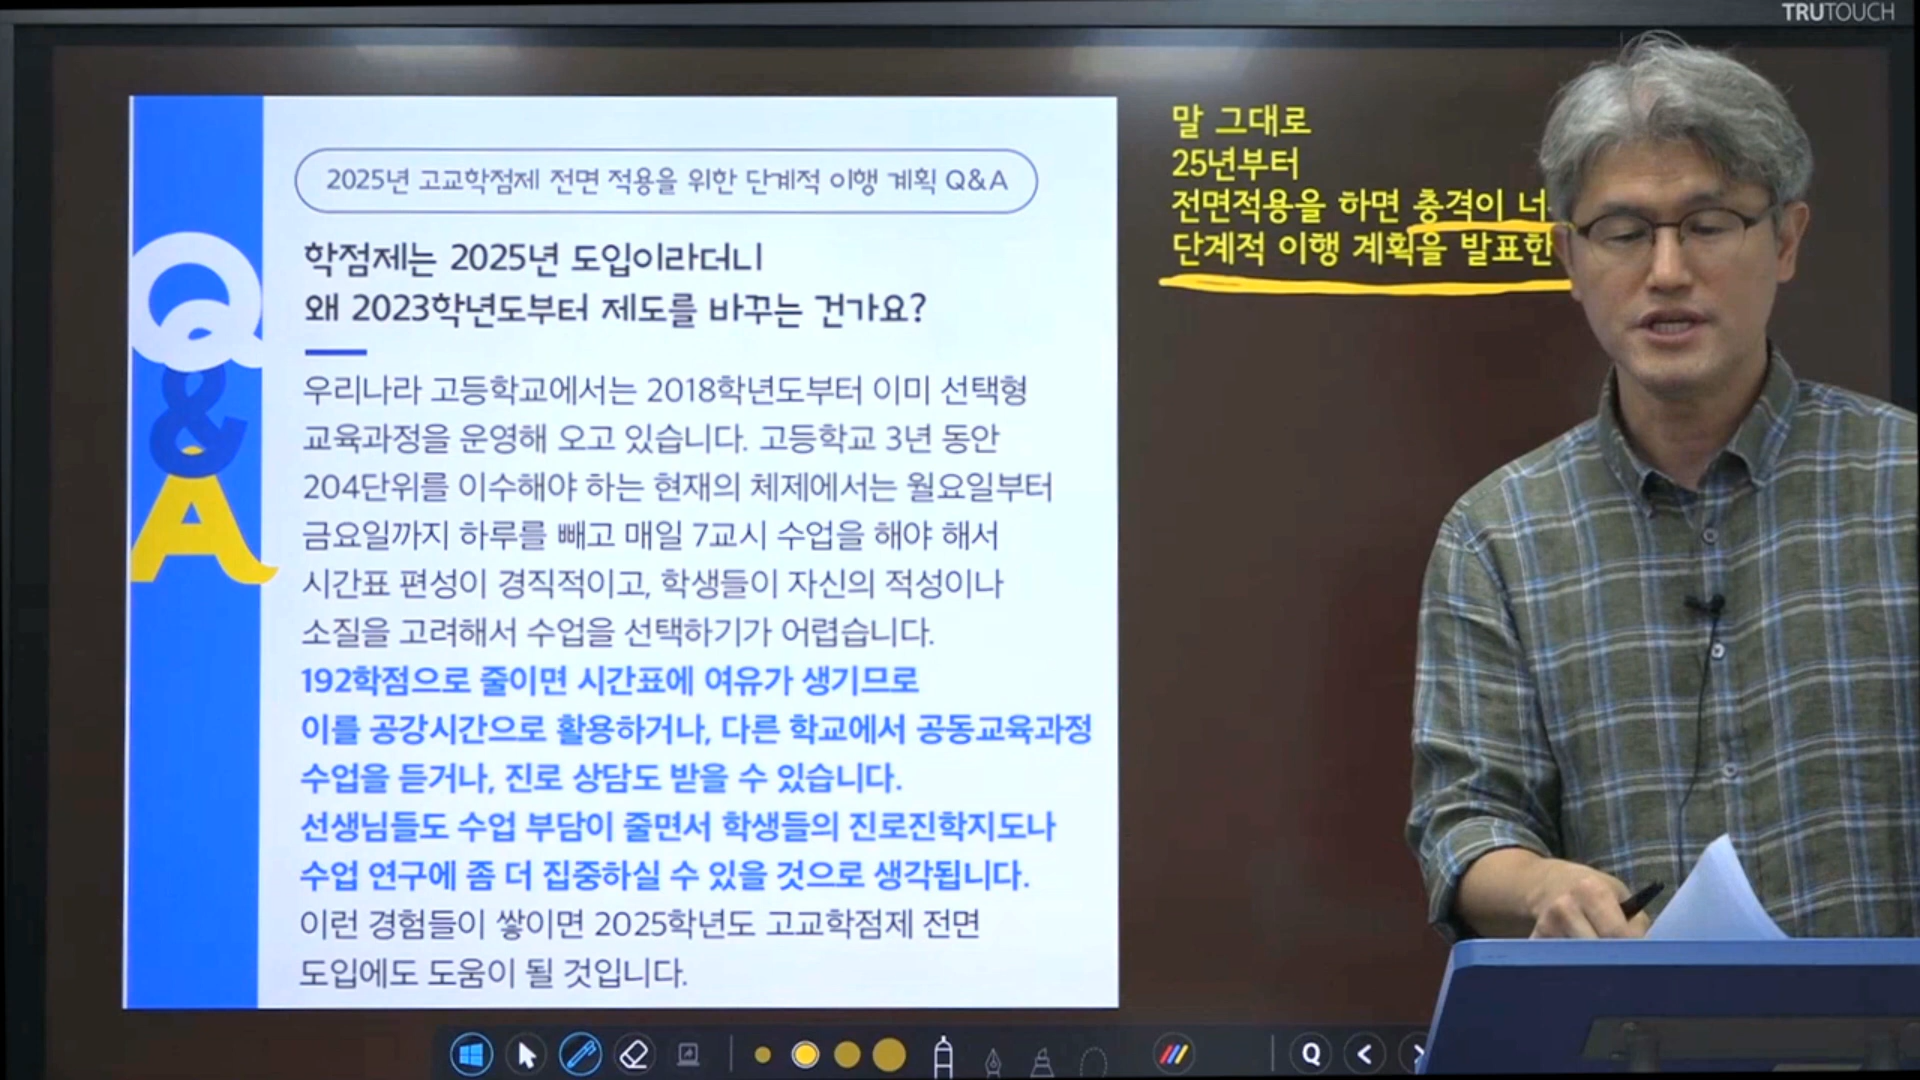 TRUTOUCH
Q
&
A
2025년 고교학점제 전면 적용을 위한 단계적 이행 계획 Q&A
학점제는 2025년 도입이라더니
왜 2023학년도부터 제도를 바꾸는 건가요?
우리나라 고등학교에서는 2018학년도부터 이미 선택형
교육과정을 운영해 오고 있습니다. 고등학교 3년 동안
204단위를 이수해야 하는 현재의 체제에서는 월요일부터
금요일까지 하루를 빼고 매일 7교시 수업을 해야 해서
시간표 편성이 경직적이고, 학생들이 자신의 적성이나
소질을 고려해서 수업을 선택하기가 어렵습니다.
192학점으로 줄이면 시간표에 여유가 생기므로
이를 공강시간으로 활용하거나, 다른 학교에서 공동교육과정
수업을 듣거나, 진로 상담도 받을 수 있습니다.
선생님들도 수업 부담이 줄면서 학생들의 진로진학지도나
수업 연구에 좀 더 집중하실 수 있을 것으로 생각됩니다.
이런 경험들이 쌓이면 2025학년도 고교학점제 전면
도입에도 도움이 될 것입니다.
말 그대로
25년부터
전면적용을 하면 충격이 너
단계적 이행 계획을 발표한
Q